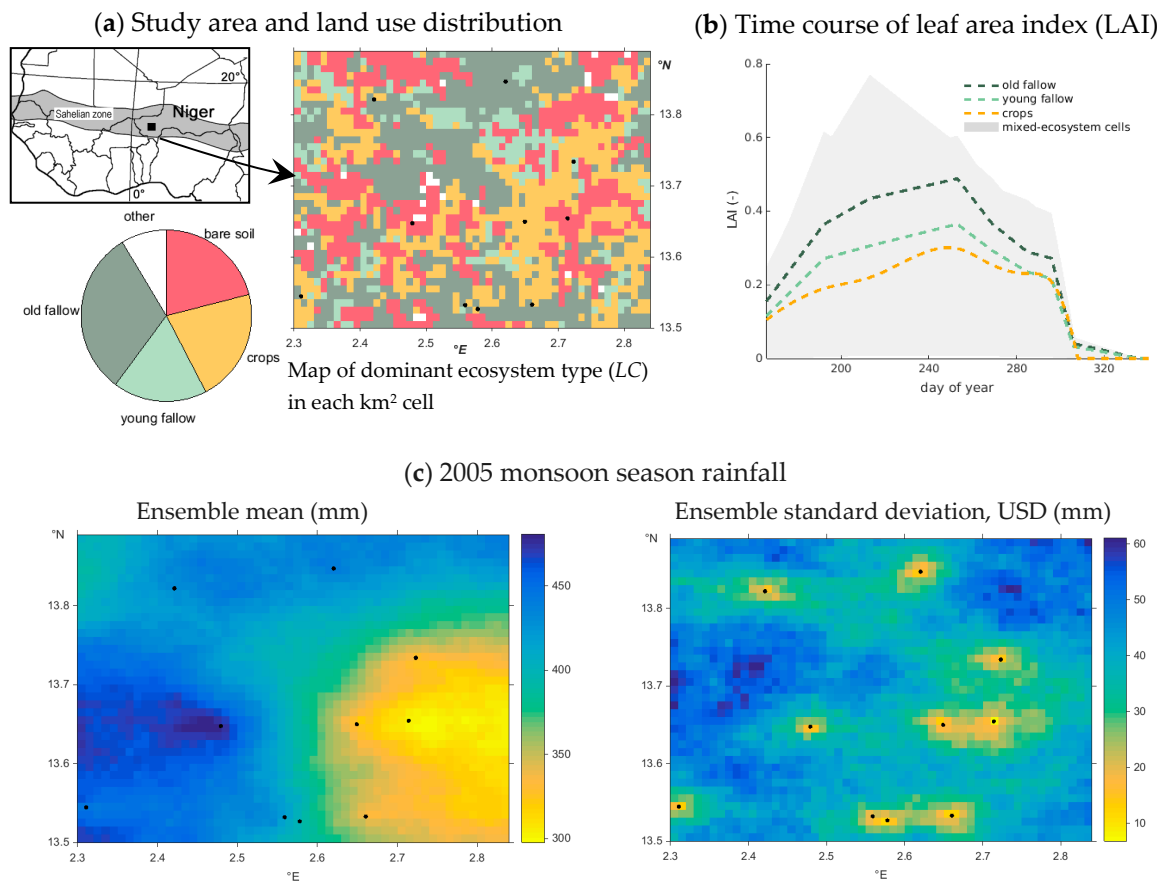 (a) Study area and land use distribution
20°
Niger
Sahelian zone
0°
other
bare soil
old fallow
crops
young fallow
°N
13.8
13.7
13.6
13.5
2.3 2.4 2.5 2.6 2.7 2.8
°E
Map of dominant ecosystem type (LC)
in each km² cell
(b) Time course of leaf area index (LAI)
0.8
0.6
0.4
0.2
0
LAI (-)
old fallow
young fallow
crops
mixed-ecosystem cells
200 240 280 320
day of year
(c) 2005 monsoon season rainfall
Ensemble mean (mm)
°N
13.8
13.7
13.6
13.5
2.3 2.4 2.5 2.6 2.7 2.8
°E
450
400
350
300
Ensemble standard deviation, USD (mm)
°N
13.8
13.7
13.6
13.5
2.3 2.4 2.5 2.6 2.7 2.8
°E
60
50
40
30
20
10